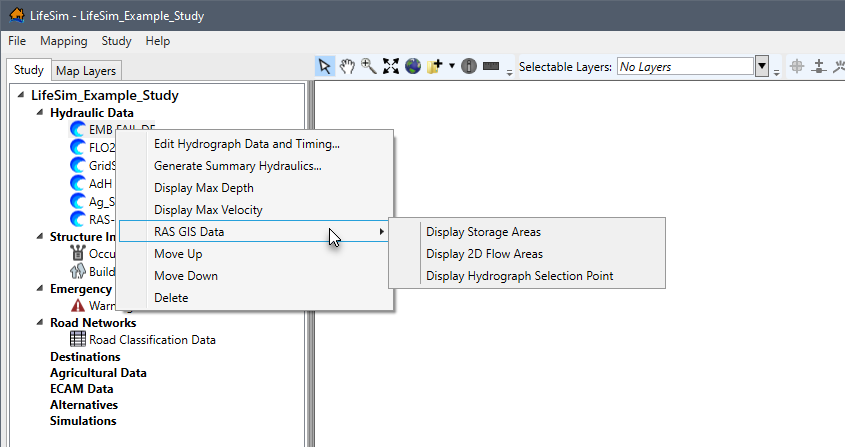 LifeSim - LifeSim_Example_Study
File Mapping Study Help
Study Map Layers
Selectable Layers: No Layers
LifeSim_Example_Study
Hydraulic Data
EMB FAIL DF
FLO2
Grid
AdH
Ag_S
RAS-
Structure In
Occu
Build
Emergency
Warn
Road Networks
Road Classification Data
Destinations
Agricultural Data
ECAM Data
Alternatives
Simulations
Edit Hydrograph Data and Timing...
Generate Summary Hydraulics...
Display Max Depth
Display Max Velocity
RAS GIS Data
Move Up
Move Down
Delete
Display Storage Areas
Display 2D Flow Areas
Display Hydrograph Selection Point